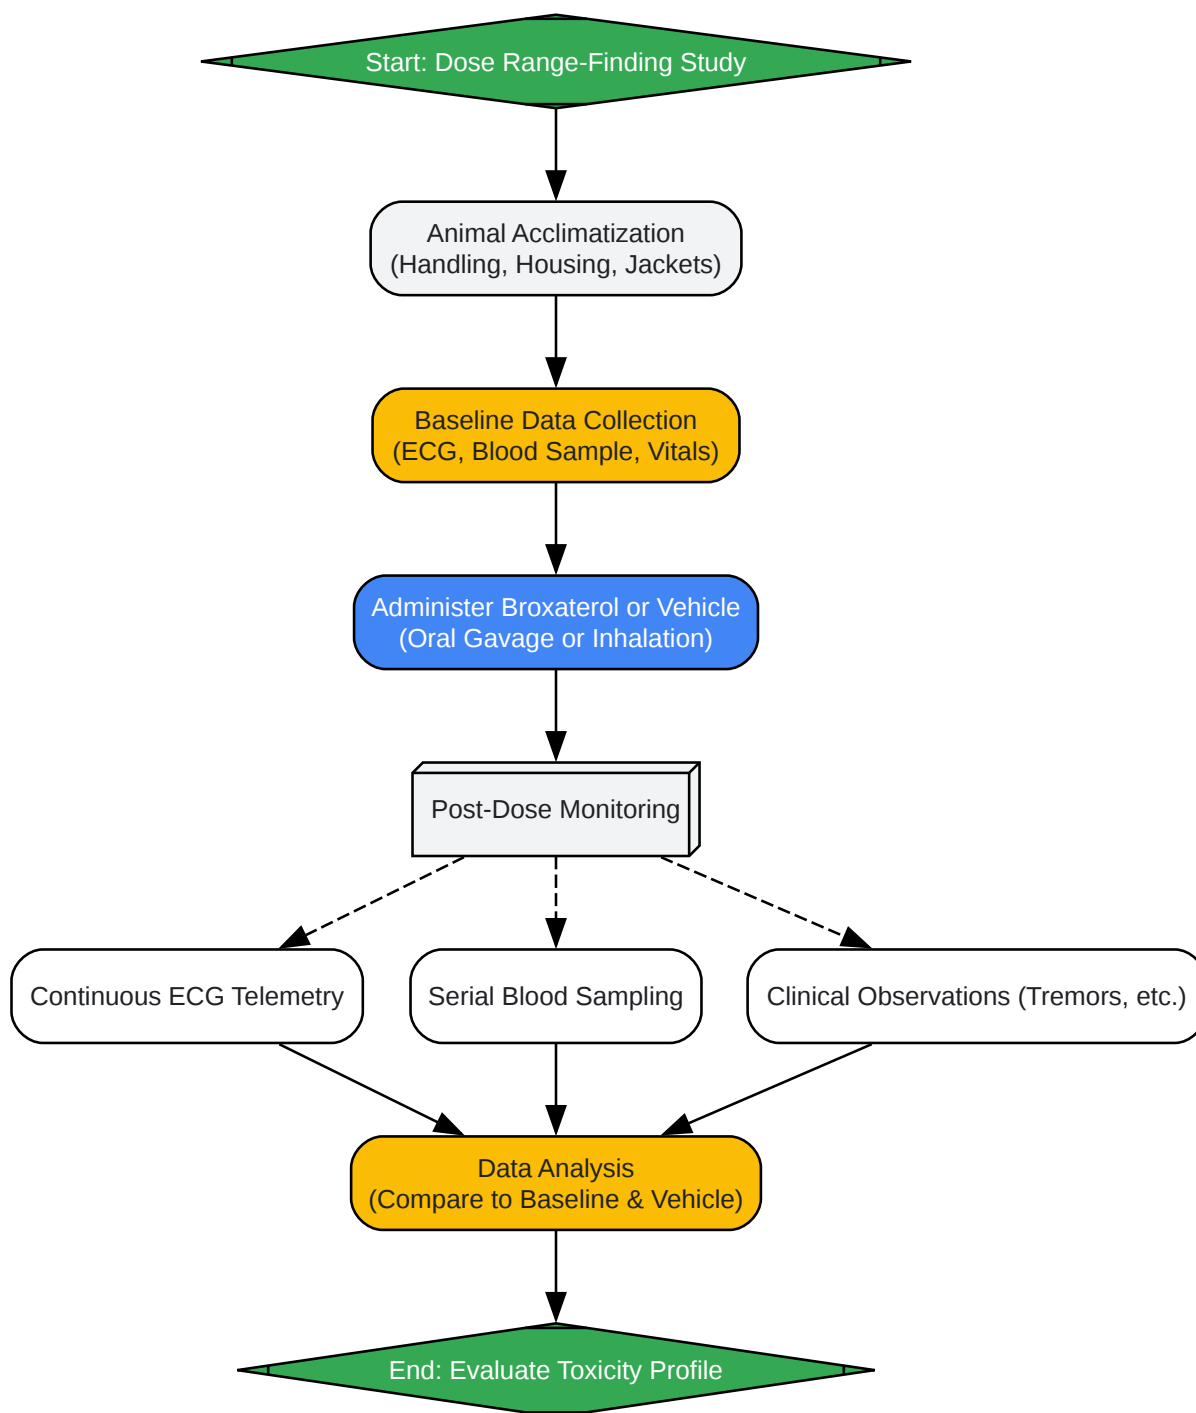 Start: Dose Range-Finding Study
Animal Acclimatization
(Handling, Housing, Jackets)
Baseline Data Collection
(ECG, Blood Sample, Vitals)
Administer Broxaterol or Vehicle
(Oral Gavage or Inhalation)
Post-Dose Monitoring
Continuous ECG Telemetry
Serial Blood Sampling
Clinical Observations (Tremors, etc.)
Data Analysis
(Compare to Baseline & Vehicle)
End: Evaluate Toxicity Profile